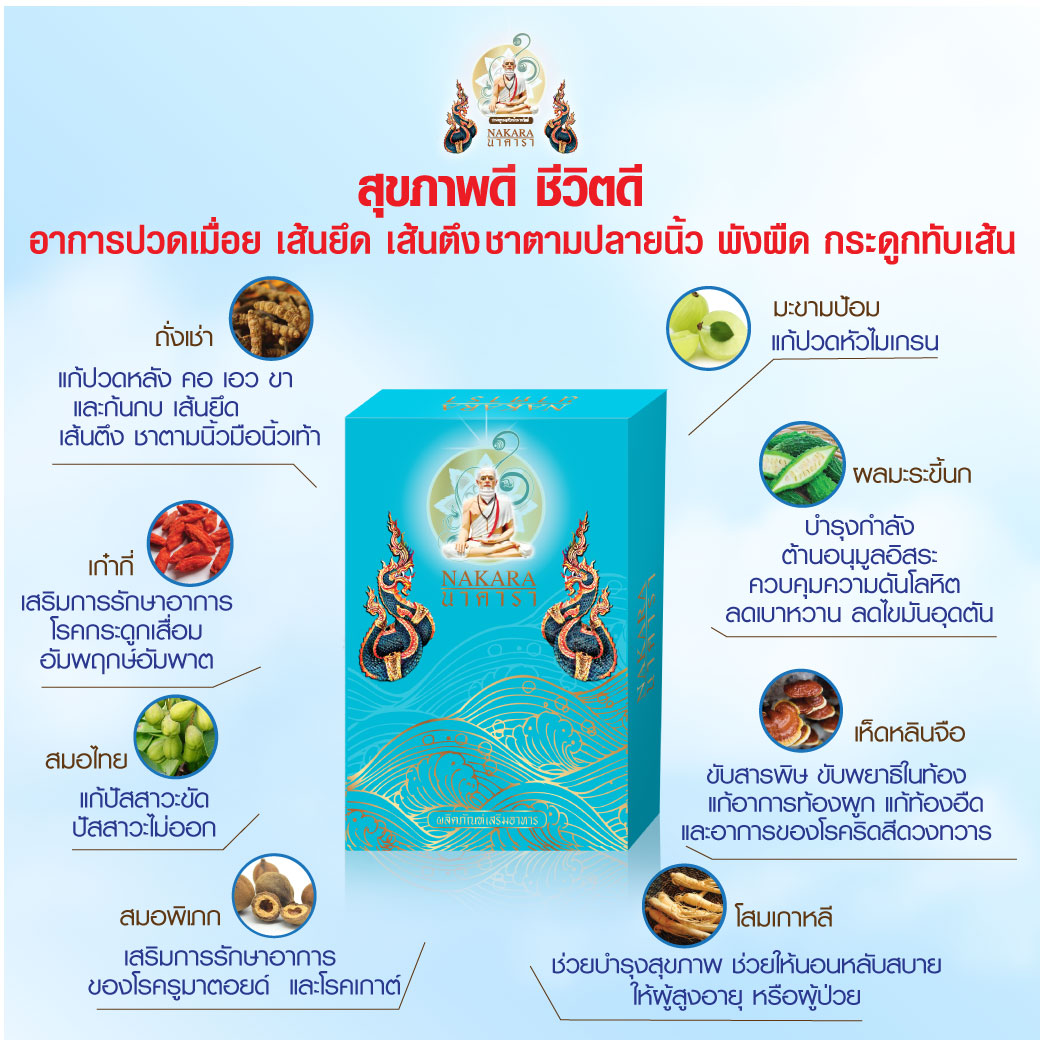 NAKARA
นาคารา
สุขภาพดี ชีวิตดี
อาการปวดเมื่อย เส้นยึด เส้นตึง ชาตามปลายนิ้ว พังผืด กระดูกทับเส้น
ถั่งเช่า
แก้ปวดหลัง คอ เอว ขา
และก้นกบ เส้นยึด
เส้นตึง ชาตามนิ้วมือนิ้วเท้า
มะขามป้อม
แก้ปวดหัวไมเกรน
ผลมะระขี้นก
บำรุงกำลัง
ต้านอนุมูลอิสระ
ควบคุมความดันโลหิต
ลดเบาหวาน ลดไขมันอุดตัน
เก๋ากี่
เสริมการรักษาอาการ
โรคกระดูกเสื่อม
อัมพฤกษ์อัมพาต
NAKARA
นาคารา
NAKARA
นาคารา
NAKARA
นาคารา
สมอไทย
แก้ปัสสาวะขัด
ปัสสาวะไม่ออก
เห็ดหลินจือ
ขับสารพิษ ขับพยาธิในท้อง
แก้อาการท้องผูก แก้ท้องอืด
และอาการของโรคริดสีดวงทวาร
ผลิตภัณฑ์เสริมอาหาร
สมอพิเภก
เสริมการรักษาอาการ
ของโรครูมาตอยด์ และโรคเกาต์
โสมเกาหลี
ช่วยบำรุงสุขภาพ ช่วยให้นอนหลับสบาย
ให้ผู้สูงอายุ หรือผู้ป่วย